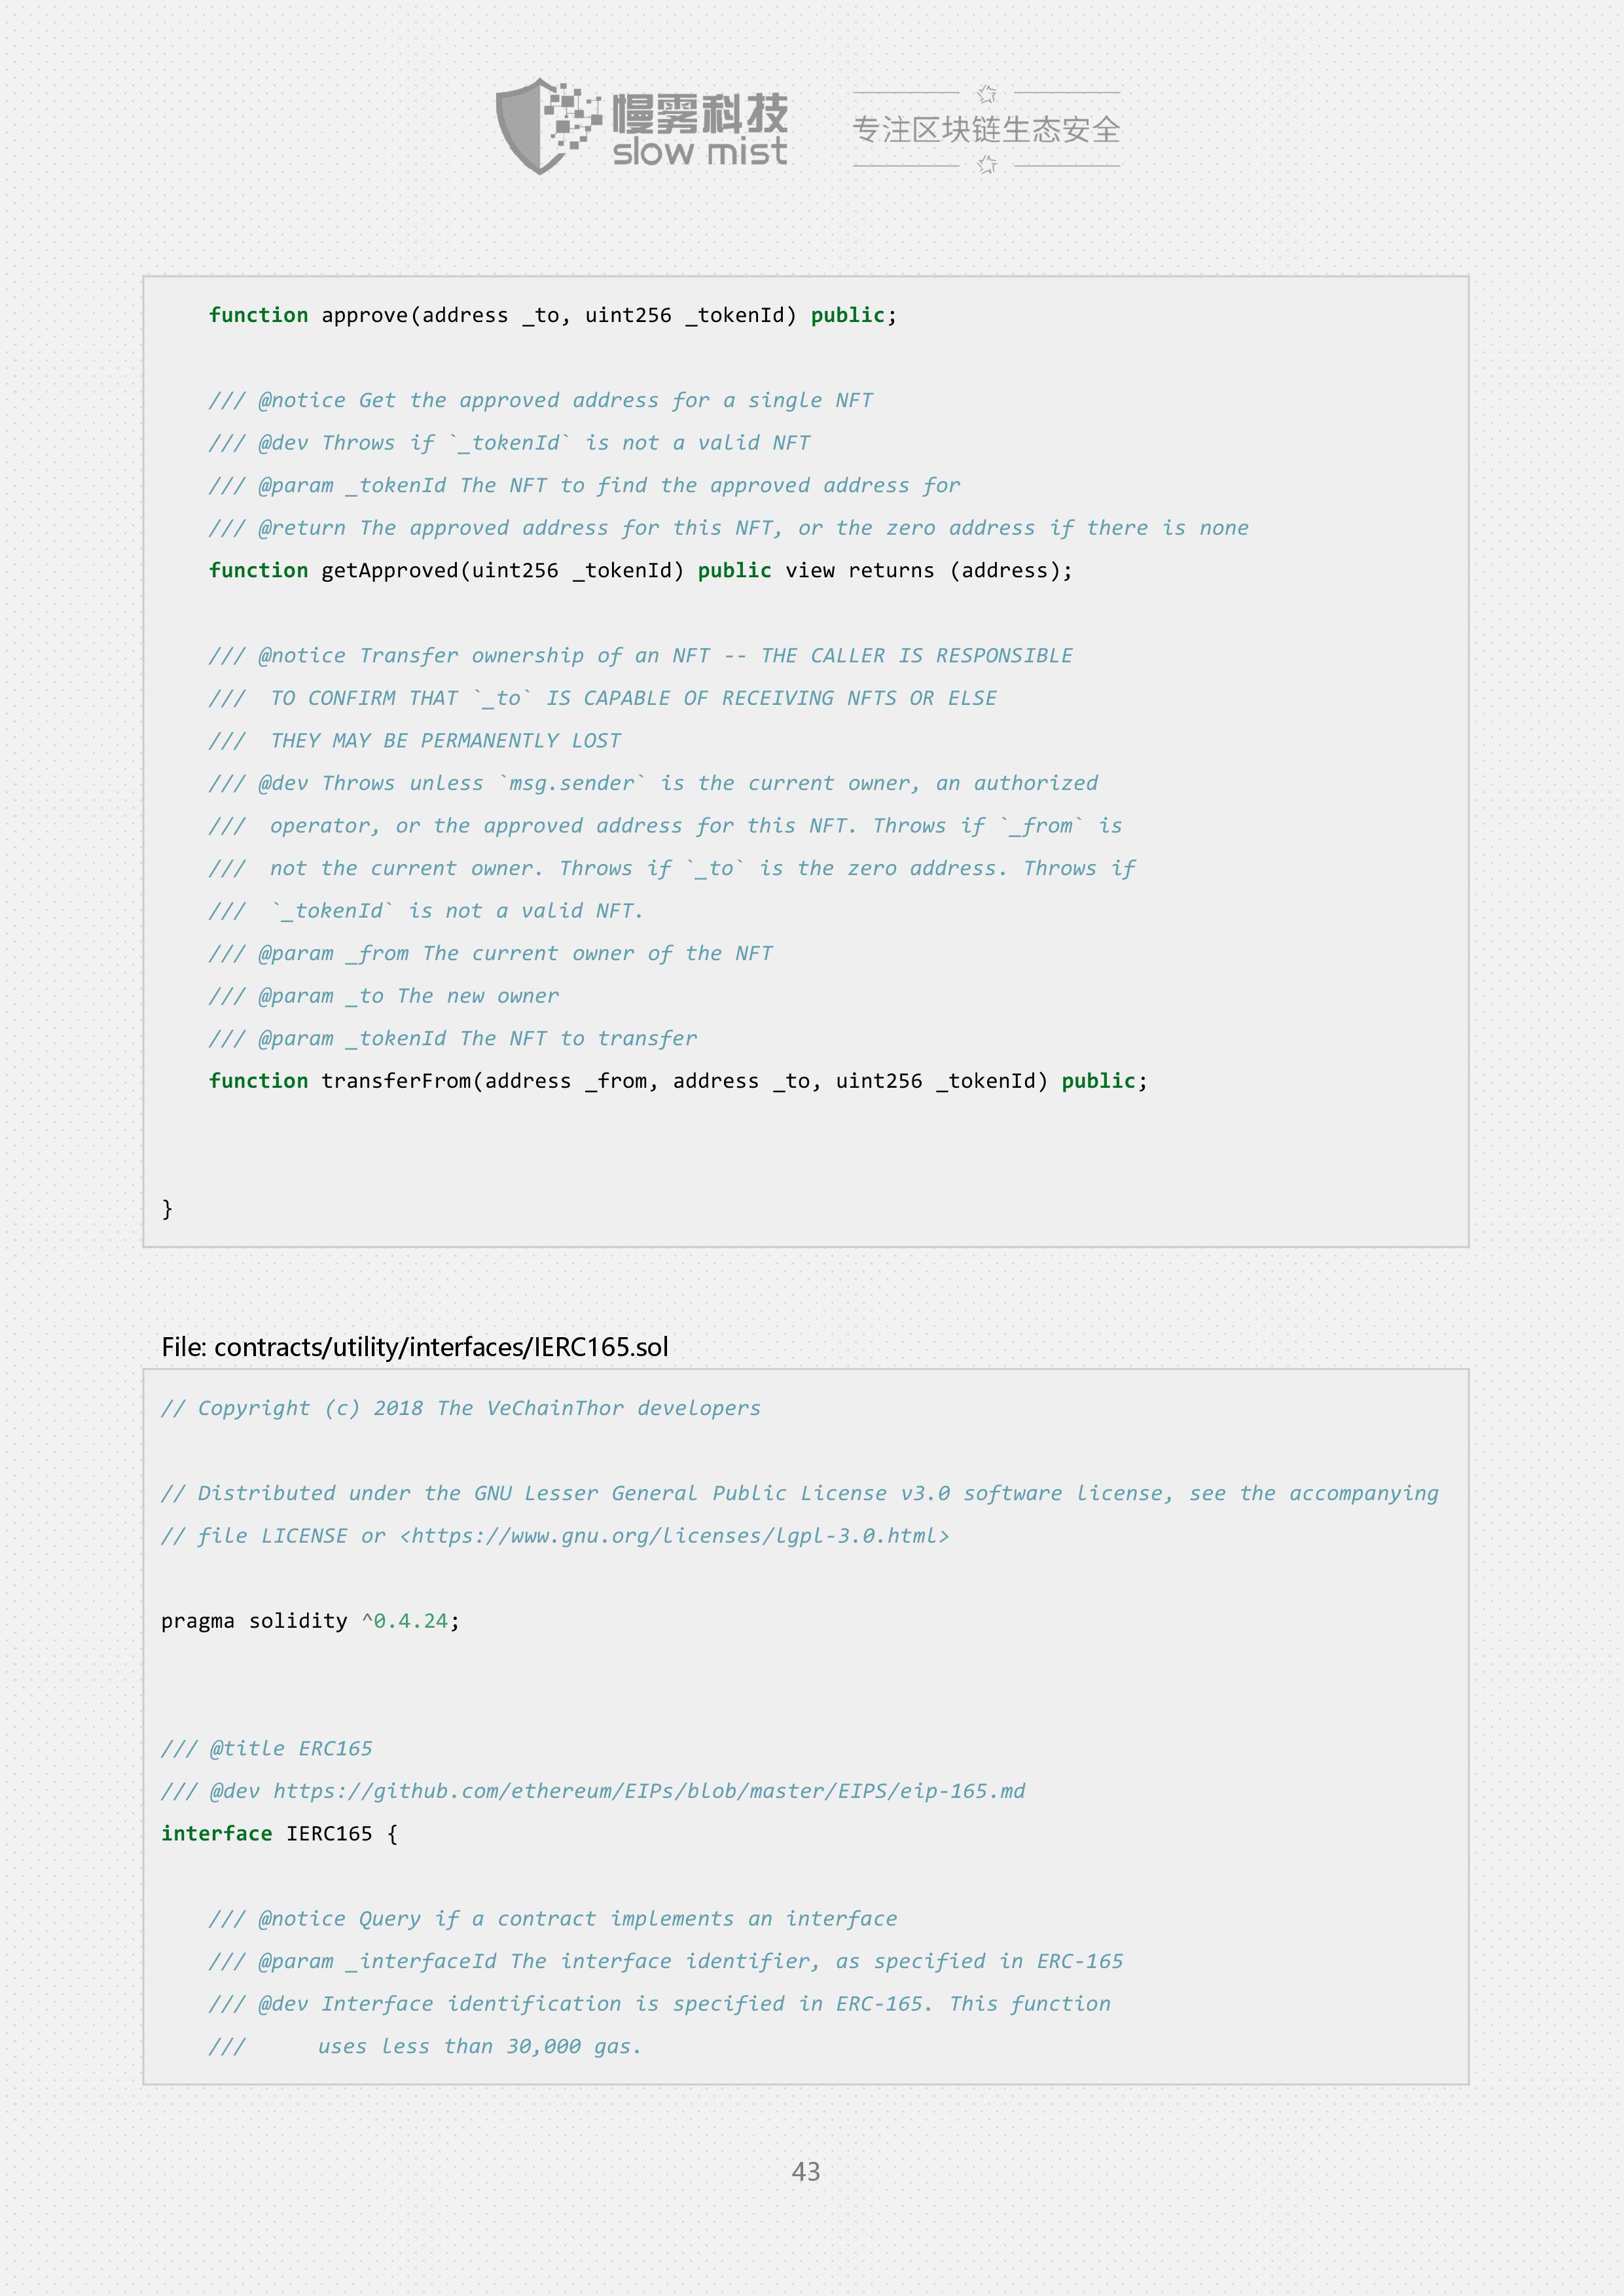 慢雾科技
slow mist
专注区块链生态安全
function approve(address _to, uint256 _tokenId) public;
/// @notice Get the approved address for a single NFT
/// @dev Throws if `_tokenId` is not a valid NFT
/// @param _tokenId The NFT to find the approved address for
/// @return The approved address for this NFT, or the zero address if there is none
function getApproved(uint256 _tokenId) public view returns (address);
/// @notice Transfer ownership of an NFT -- THE CALLER IS RESPONSIBLE
///  TO CONFIRM THAT `_to` IS CAPABLE OF RECEIVING NFTS OR ELSE
///  THEY MAY BE PERMANENTLY LOST
/// @dev Throws unless `msg.sender` is the current owner, an authorized
///  operator, or the approved address for this NFT. Throws if `_from` is
///  not the current owner. Throws if `_to` is the zero address. Throws if
///  `_tokenId` is not a valid NFT.
/// @param _from The current owner of the NFT
/// @param _to The new owner
/// @param _tokenId The NFT to transfer
function transferFrom(address _from, address _to, uint256 _tokenId) public;
}
File: contracts/utility/interfaces/IERC165.sol
// Copyright (c) 2018 The VeChainThor developers
// Distributed under the GNU Lesser General Public License v3.0 software license, see the accompanying
// file LICENSE or <https://www.gnu.org/licenses/lgpl-3.0.html>
pragma solidity ^0.4.24;
/// @title ERC165
/// @dev https://github.com/ethereum/EIPs/blob/master/EIPS/eip-165.md
interface IERC165 {
/// @notice Query if a contract implements an interface
/// @param _interfaceId The interface identifier, as specified in ERC-165
/// @dev Interface identification is specified in ERC-165. This function
///      uses less than 30,000 gas.
43